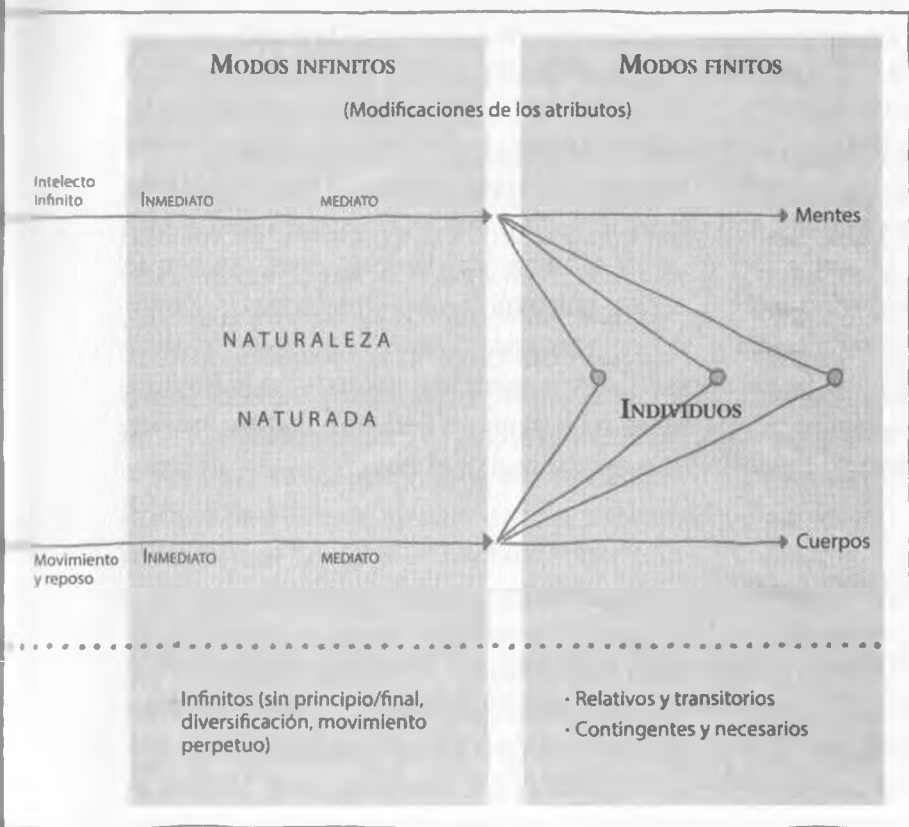 MODOS INFINITOS
MODOS FINITOS
(Modificaciones de los atributos)
Intelecto
Infinito
INMEDIATO
MEDIATO
Mentes
NATURALEZA
NATURADA
INDIVIDUOS
Movimiento
y reposo
INMEDIATO
MEDIATO
Cuerpos
Infinitos (sin principio/final,
diversificación, movimiento
perpetuo)
· Relativos y transitorios
· Contingentes y necesarios